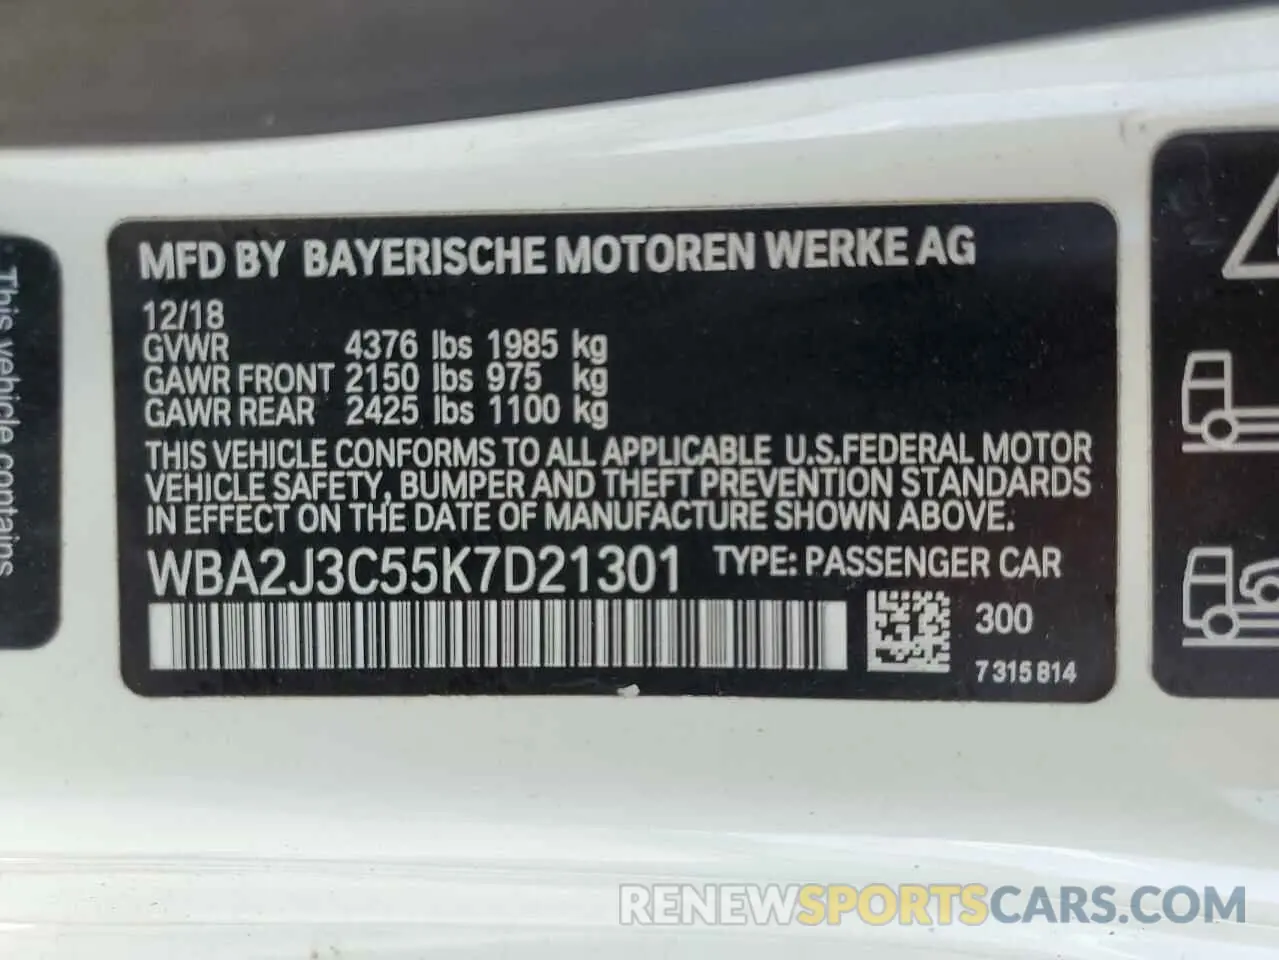 This vehicle contains
MFD BY BAYERISCHE MOTOREN WERKE AG
12/18
GVWR 4376 lbs 1985 kg
GAWR FRONT 2150 lbs 975 kg
GAWR REAR 2425 lbs 1100 kg
THIS VEHICLE CONFORMS TO ALL APPLICABLE U.S.FEDERAL MOTOR
VEHICLE SAFETY, BUMPER AND THEFT PREVENTION STANDARDS
IN EFFECT ON THE DATE OF MANUFACTURE SHOWN ABOVE.
WBA2J3C55K7D21301 TYPE: PASSENGER CAR
300
7 315 814
RENEWSPORTSCARS.COM